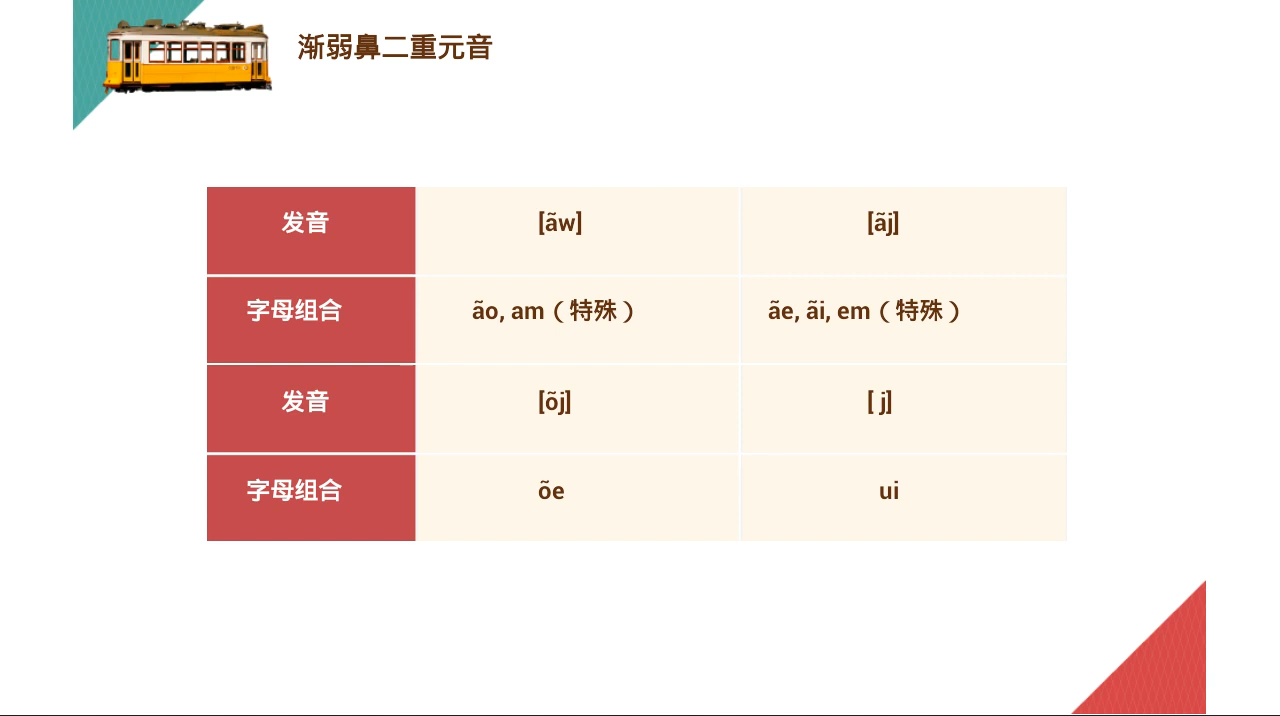 渐弱鼻二重元音
发音 [ãw] [ãj]
字母组合 ão, am（特殊） ãe, ãi, em（特殊）
发音 [õj] [ j]
字母组合 õe ui